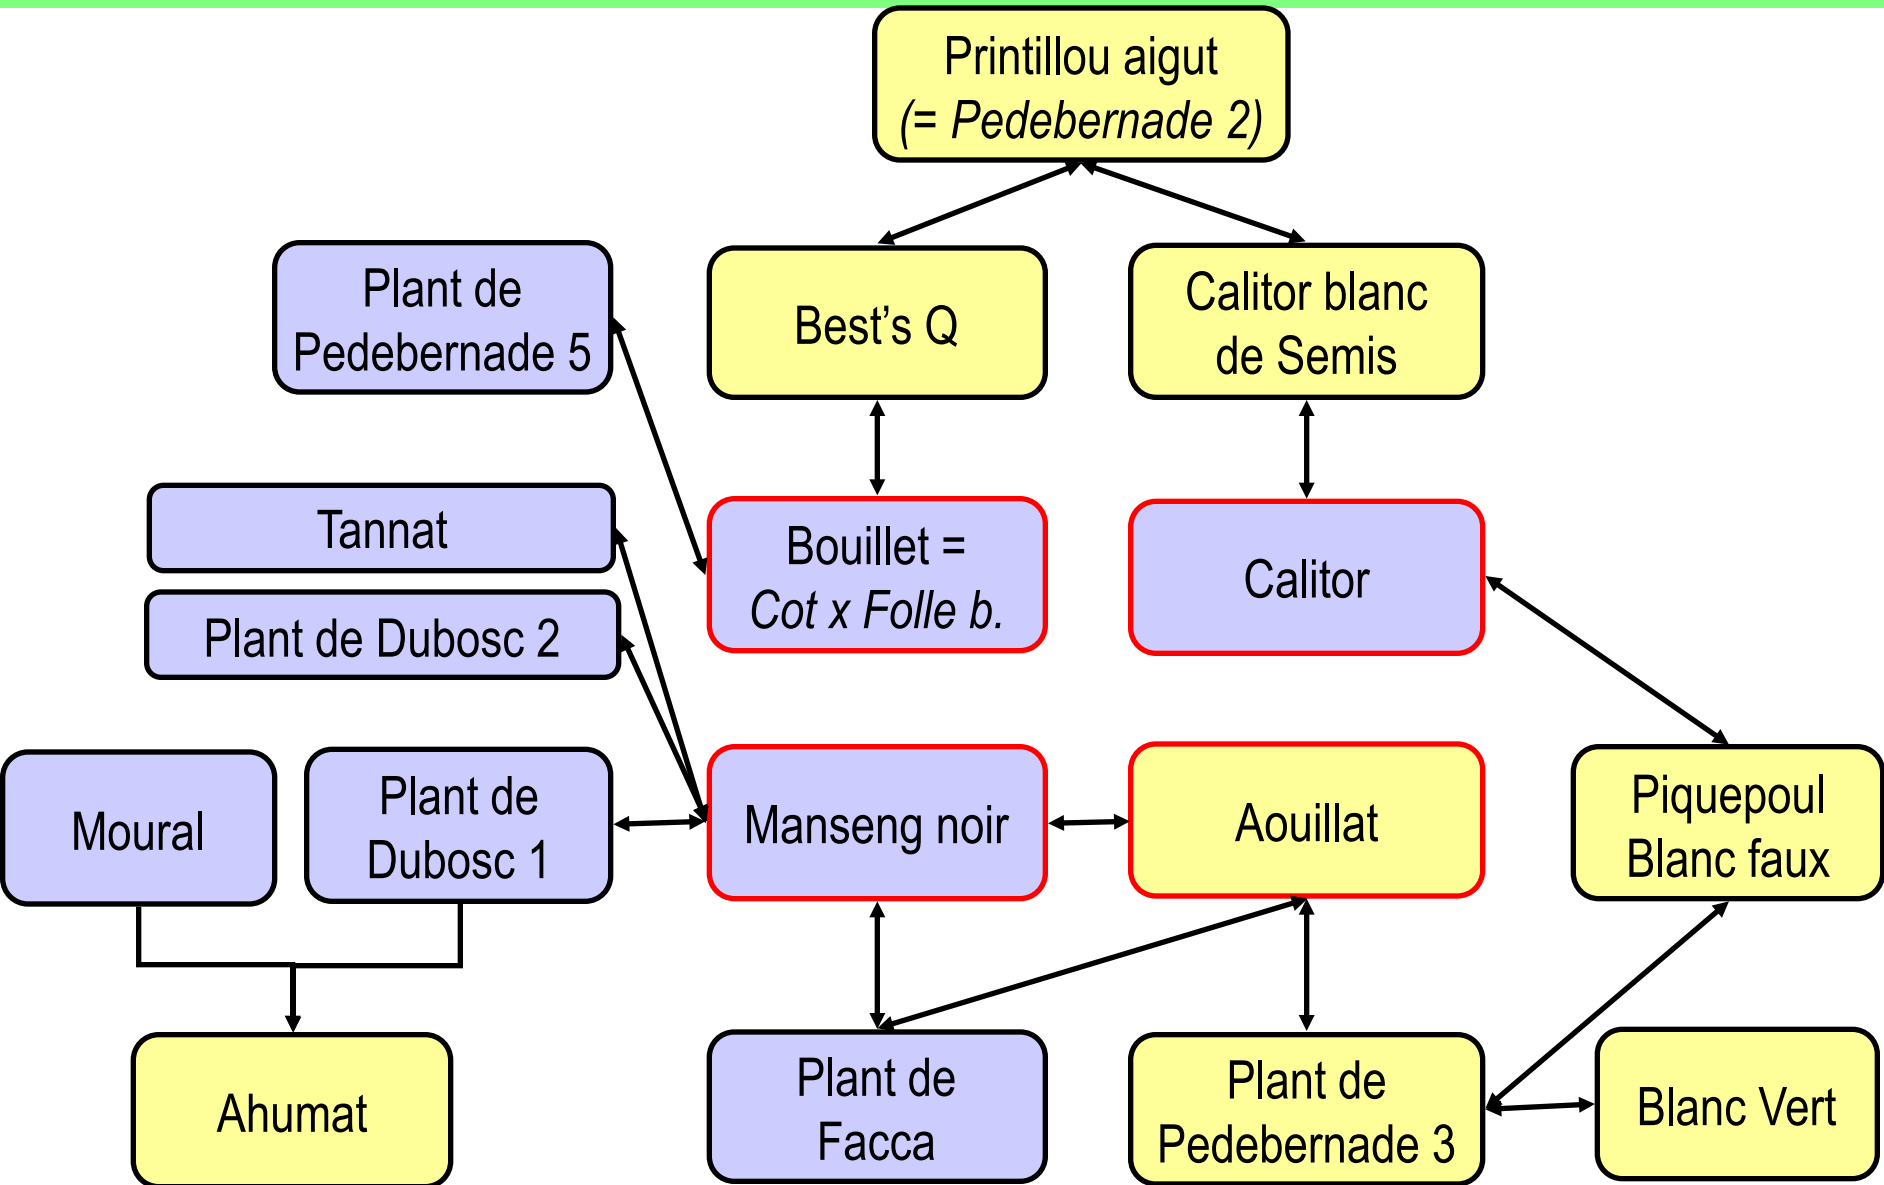 Printillou aigut
(= Pedebernade 2)
Plant de
Pedebernade 5
Best's Q
Calitor blanc
de Semis
Tannat
Bouillet =
Cot x Folle b.
Calitor
Plant de Dubosc 2
Moural
Plant de
Dubosc 1
Manseng noir
Aouillat
Piquepoul
Blanc faux
Ahumat
Plant de
Facca
Plant de
Pedebernade 3
Blanc Vert